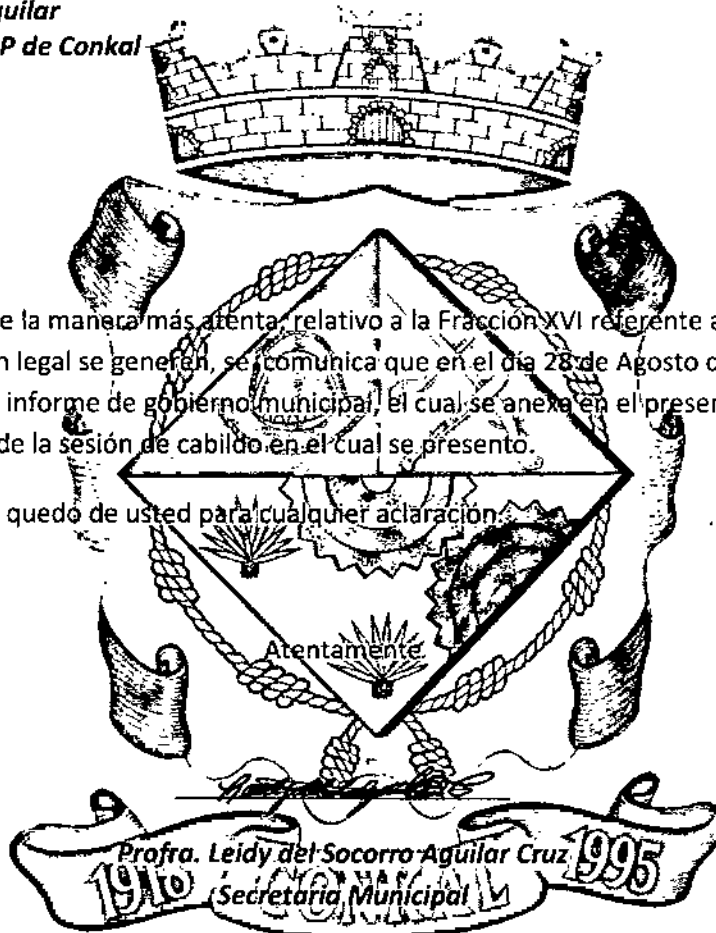 guilar
P de Conkal
e la manera más atenta, relativo a la Fracción XVI referente a
n legal se generen, se comunica que en el día 28 de Agosto d
informe de gobierno municipal, el cual se anexa en el presen
de la sesión de cabildo en el cual se presento.
quedo de usted para cualquier aclaración.
Atentamente.
Profra. Leidy del Socorro Aguilar Cruz
1918 CONKAL 1995
Secretaria Municipal